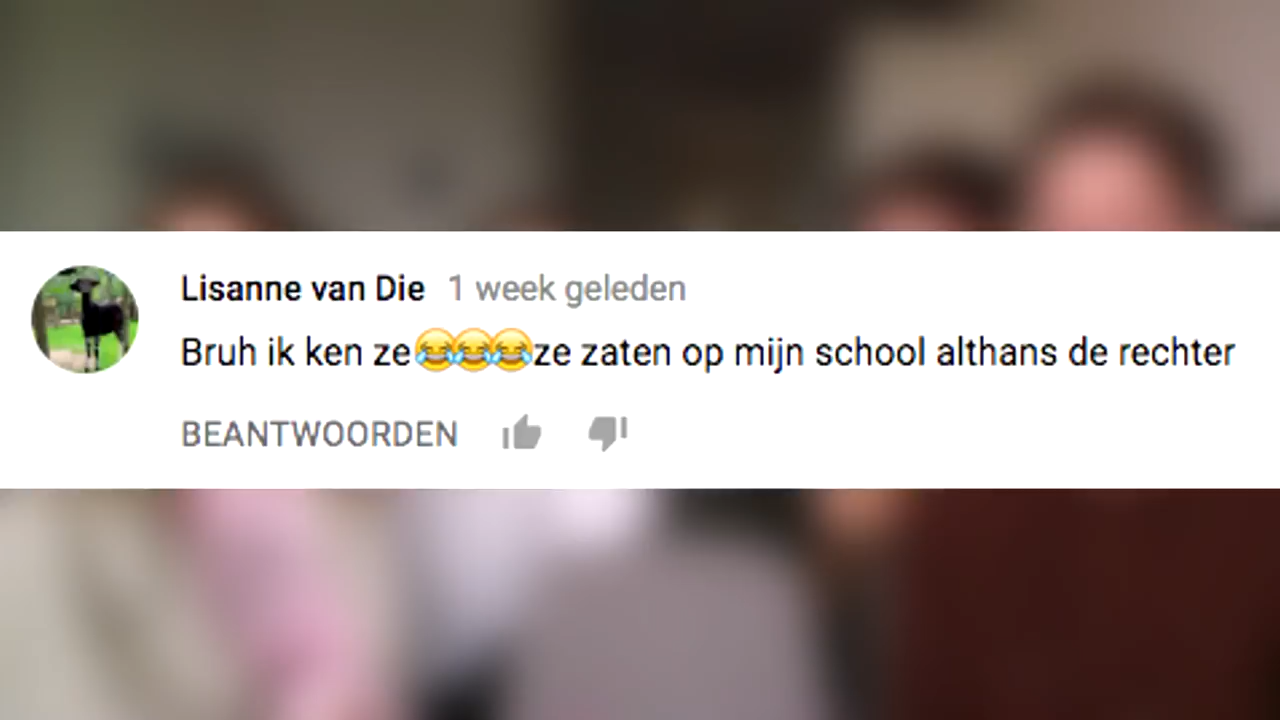 Lisanne van Die 1 week geleden
Bruh ik ken ze😂😂😂ze zaten op mijn school althans de rechter
BEANTWOORDEN